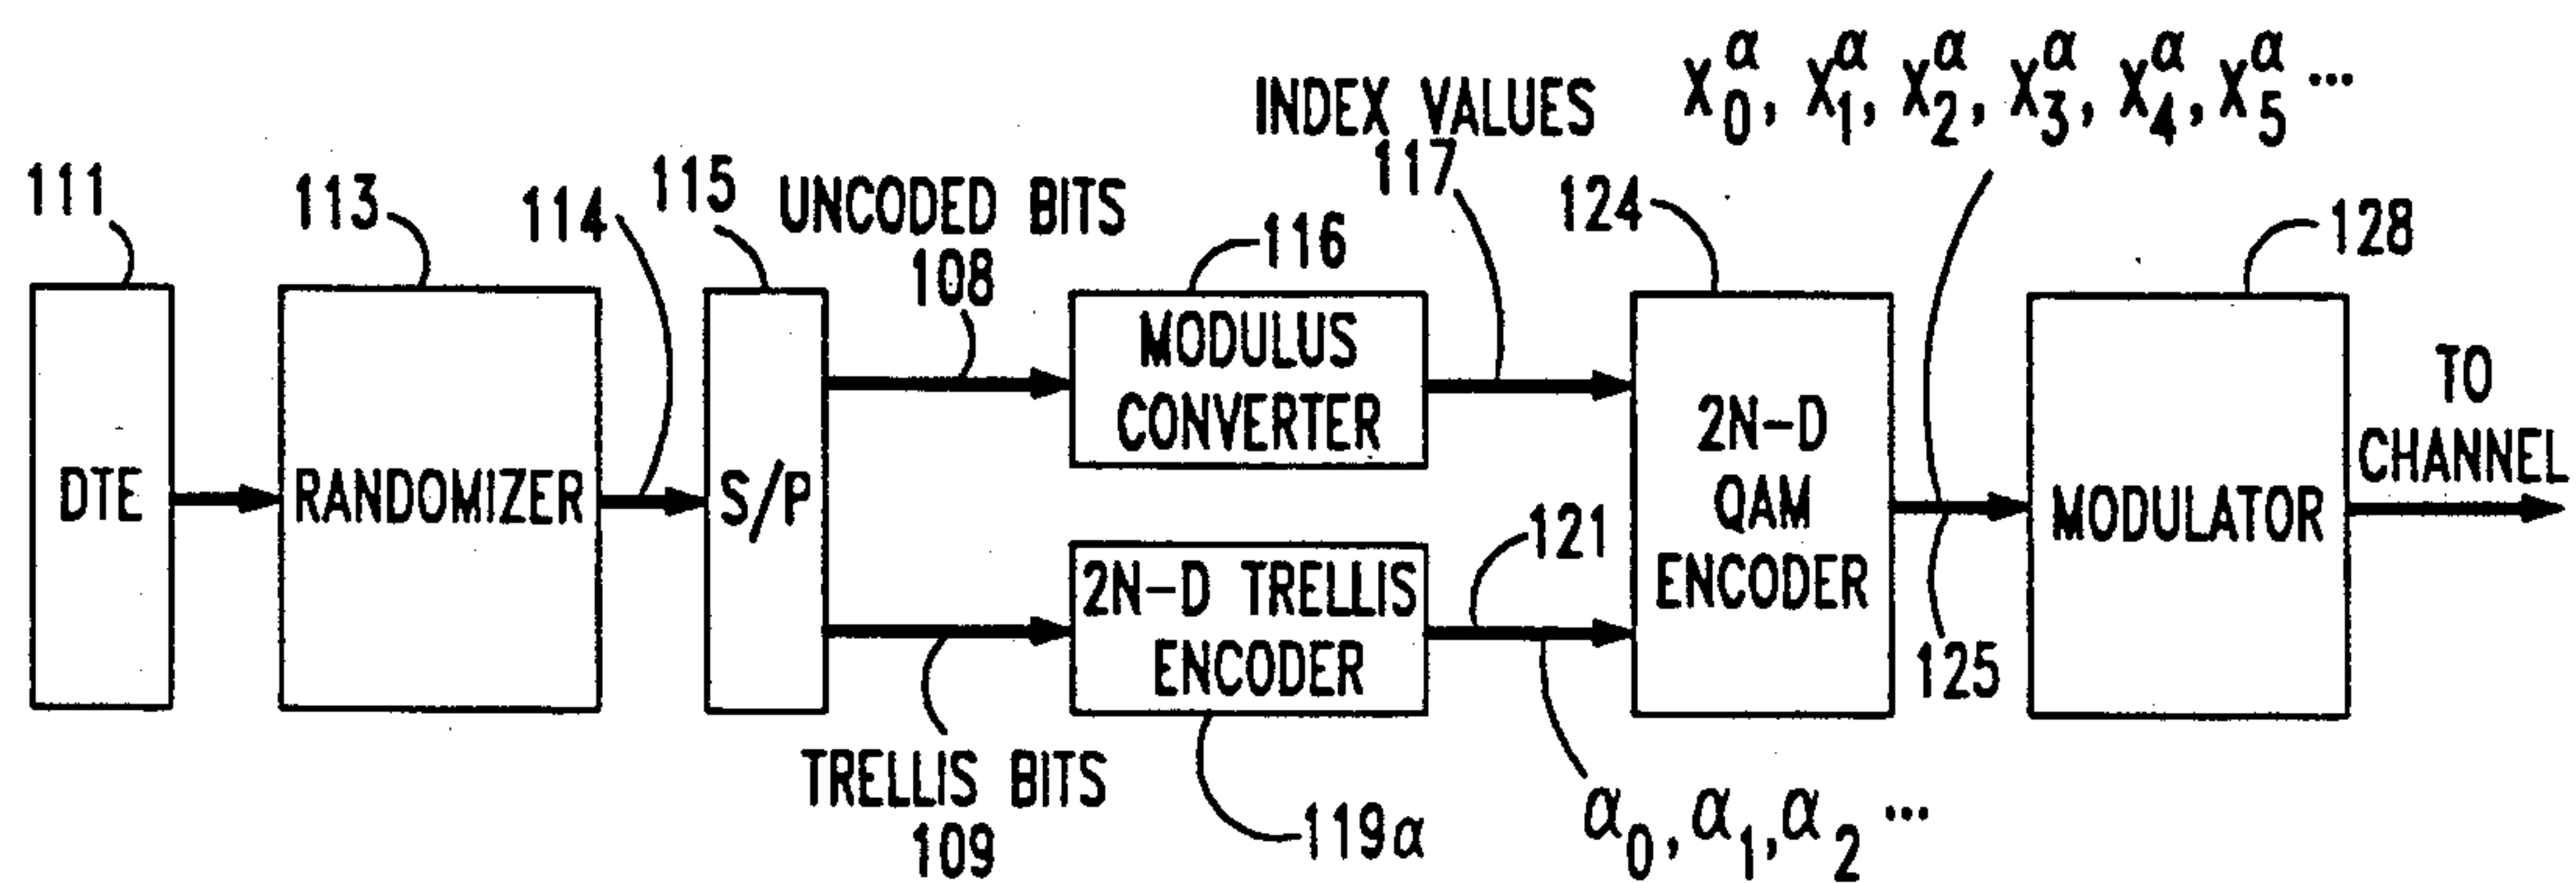 X₀^α, X₁^α, X₂^α, X₃^α, X₄^α, X₅^α ...
INDEX VALUES
117
111
113
114
115
UNCODED BITS
108
116
124
128
DTE
RANDOMIZER
S/P
MODULUS
CONVERTER
2N-D TRELLIS
ENCODER
121
2N-D
QAM
ENCODER
125
MODULATOR
TO
CHANNEL
TRELLIS BITS
109
119α
α₀, α₁, α₂ ...